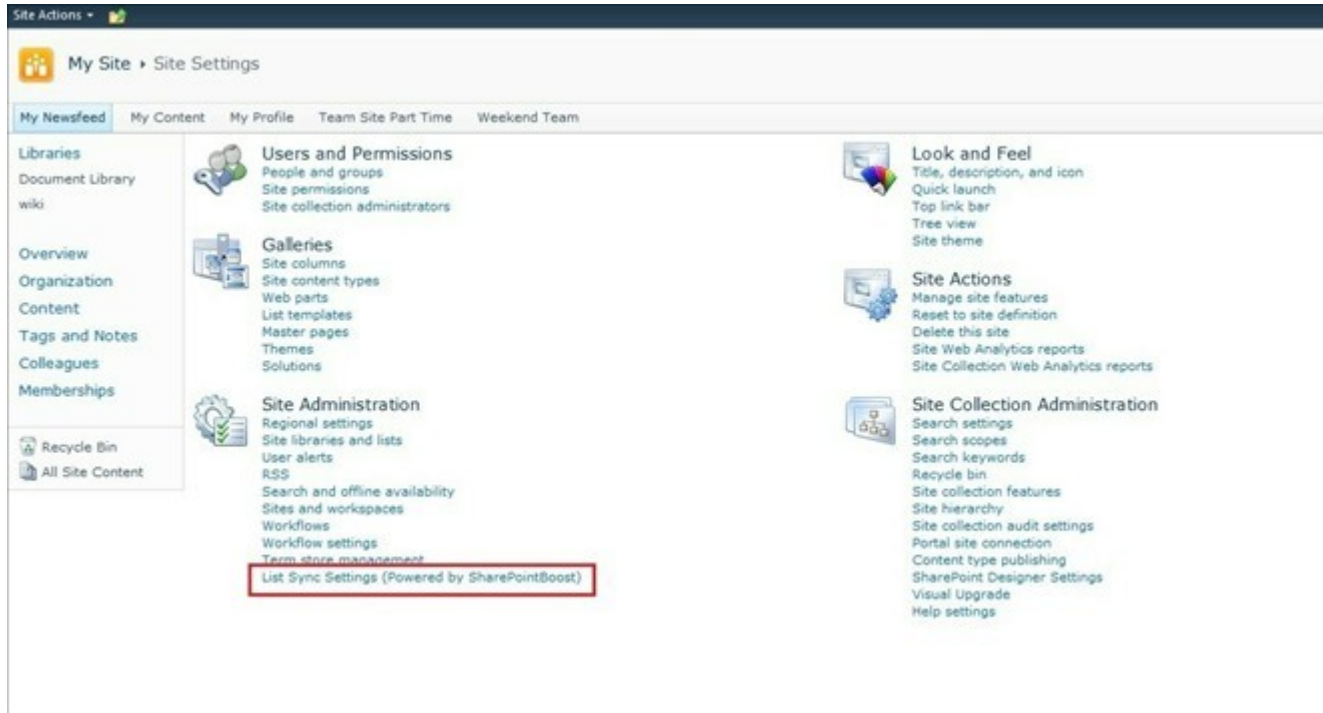 Site Actions
My Site ▸ Site Settings
My Newsfeed My Content My Profile Team Site Part Time Weekend Team
Libraries
Document Library
wiki
Overview
Organization
Content
Tags and Notes
Colleagues
Memberships
Recycle Bin
All Site Content
Users and Permissions
People and groups
Site permissions
Site collection administrators
Galleries
Site columns
Site content types
Web parts
List templates
Master pages
Themes
Solutions
Site Administration
Regional settings
Site libraries and lists
User alerts
RSS
Search and offline availability
Sites and workspaces
Workflows
Workflow settings
Term store management
List Sync Settings (Powered by SharePointBoost)
Look and Feel
Title, description, and icon
Quick launch
Top link bar
Tree view
Site theme
Site Actions
Manage site features
Reset to site definition
Delete this site
Site Web Analytics reports
Site Collection Web Analytics reports
Site Collection Administration
Search settings
Search scopes
Search keywords
Recycle bin
Site collection features
Site hierarchy
Site collection audit settings
Portal site connection
Content type publishing
SharePoint Designer Settings
Visual Upgrade
Help settings